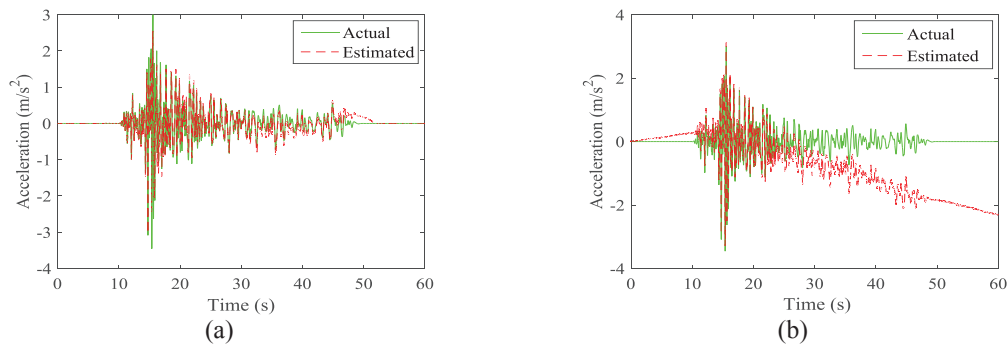 3
2
1
0
-1
-2
-3
-4
Acceleration (m/s²)
0 10 20 30 40 50 60
Time (s)
Actual
Estimated
(a)
4
2
0
-2
-4
Acceleration (m/s²)
0 10 20 30 40 50 60
Time (s)
Actual
Estimated
(b)